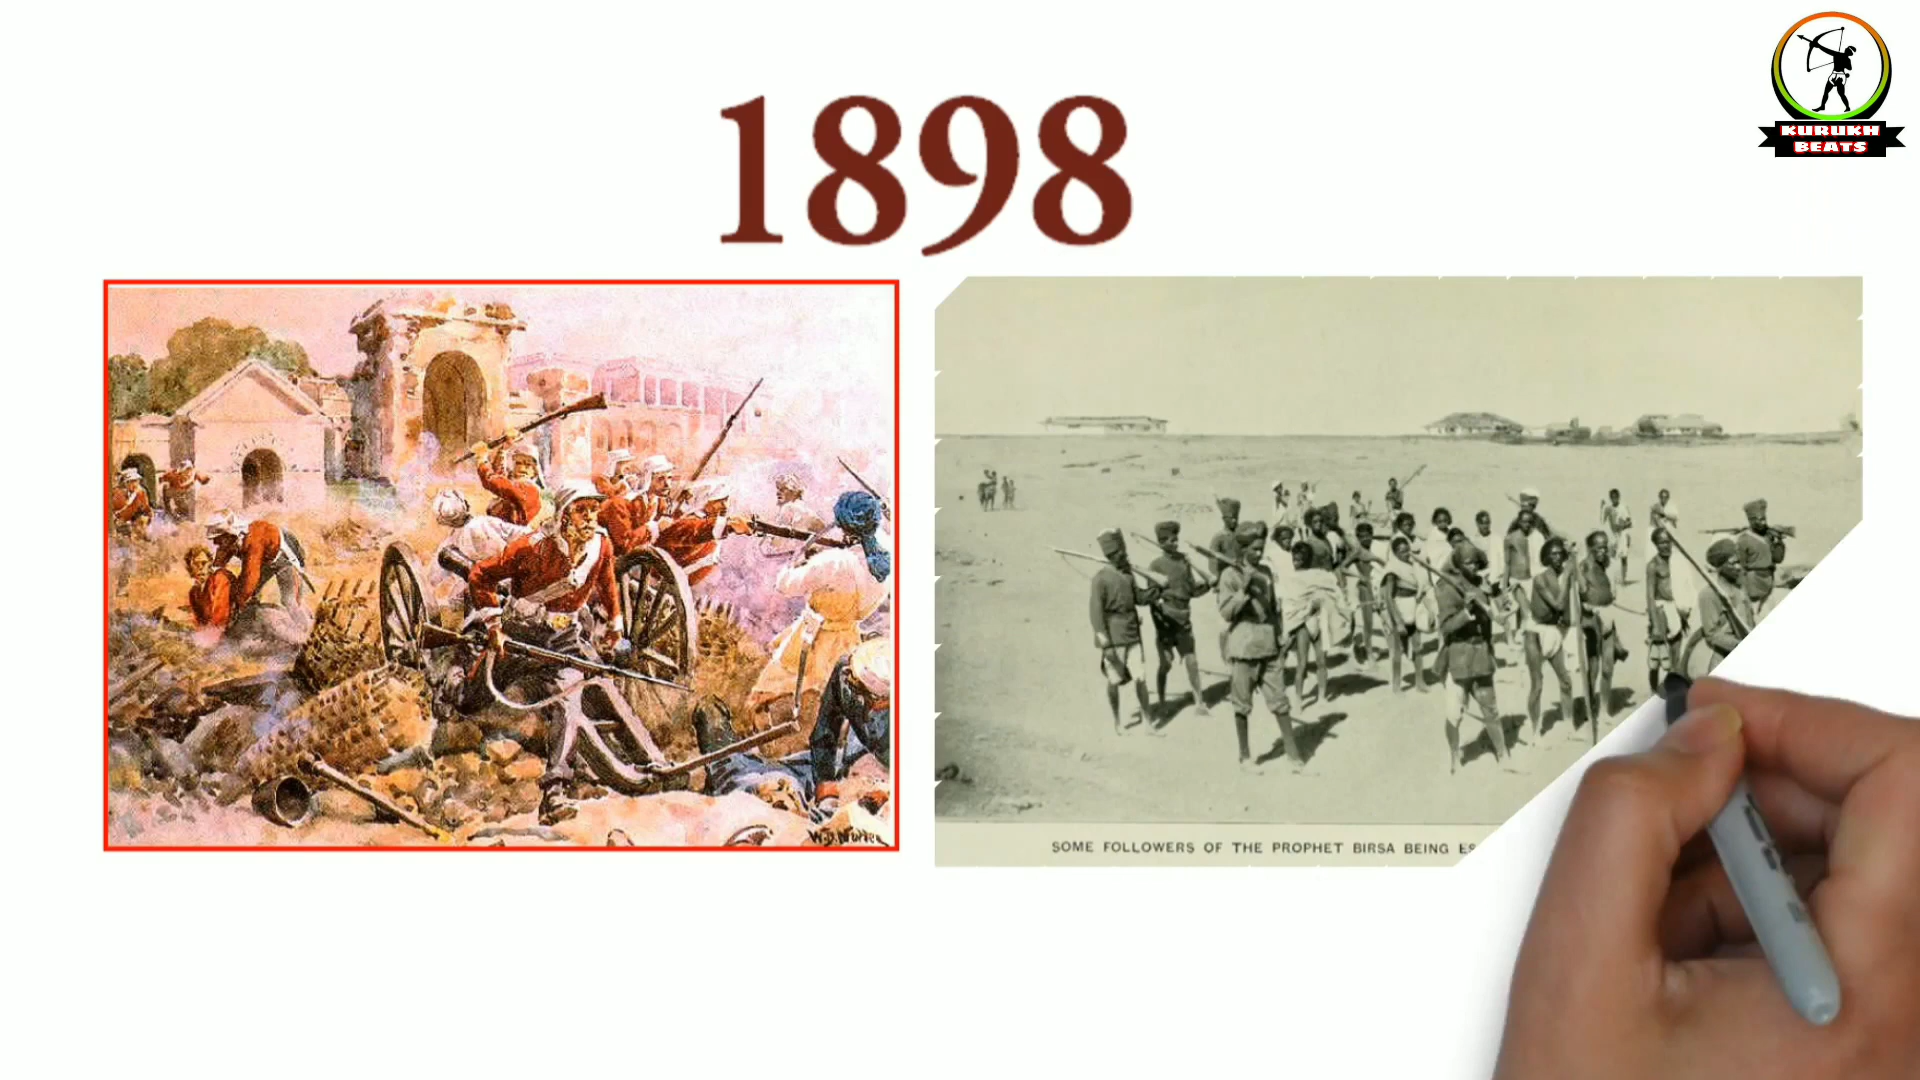 1898
KURUKH
BEATS
SOME FOLLOWERS OF THE PROPHET BIRSA BEING